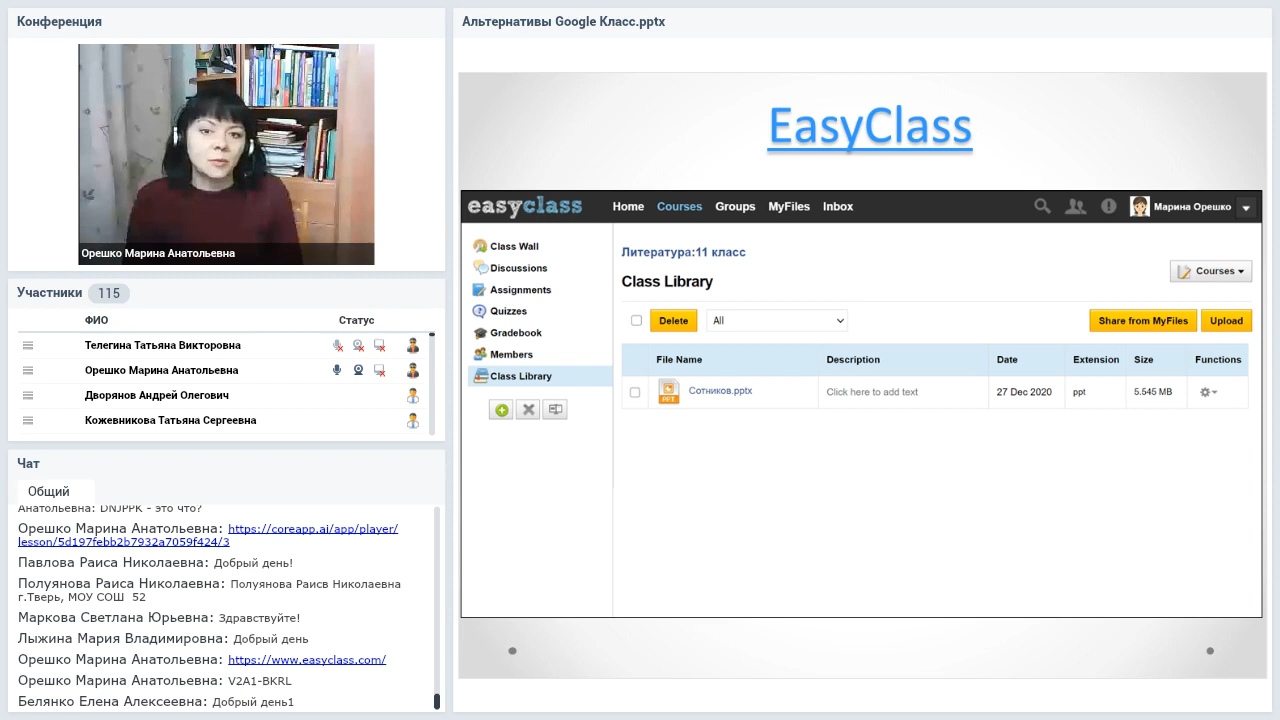 Конференция
Орешко Марина Анатольевна
Участники 115
ФИО Статус
Телегина Татьяна Викторовна
Орешко Марина Анатольевна
Дворянов Андрей Олегович
Кожевникова Татьяна Сергеевна
Чат
Общий
Анатольевна: DNJPPK - это что?
Орешко Марина Анатольевна: https://coreapp.ai/app/player/
lesson/5d197febb2b7932a7059f424/3
Павлова Раиса Николаевна: Добрый день!
Полуянова Раиса Николаевна: Полуянова Раисв Николаевна
г.Тверь, МОУ СОШ 52
Маркова Светлана Юрьевна: Здравствуйте!
Лыжина Мария Владимировна: Добрый день
Орешко Марина Анатольевна: https://www.easyclass.com/
Орешко Марина Анатольевна: V2A1-BKRL
Белянко Елена Алексеевна: Добрый день1
Альтернативы Google Класс.pptx
EasyClass
easyclass Home Courses Groups MyFiles Inbox Марина Орешко
Class Wall
Discussions
Assignments
Quizzes
Gradebook
Members
Class Library
Литература:11 класс
Courses
Class Library
Delete All Share from MyFiles Upload
File Name Description Date Extension Size Functions
PPT Сотников.pptx Click here to add text 27 Dec 2020 ppt 5.545 MB